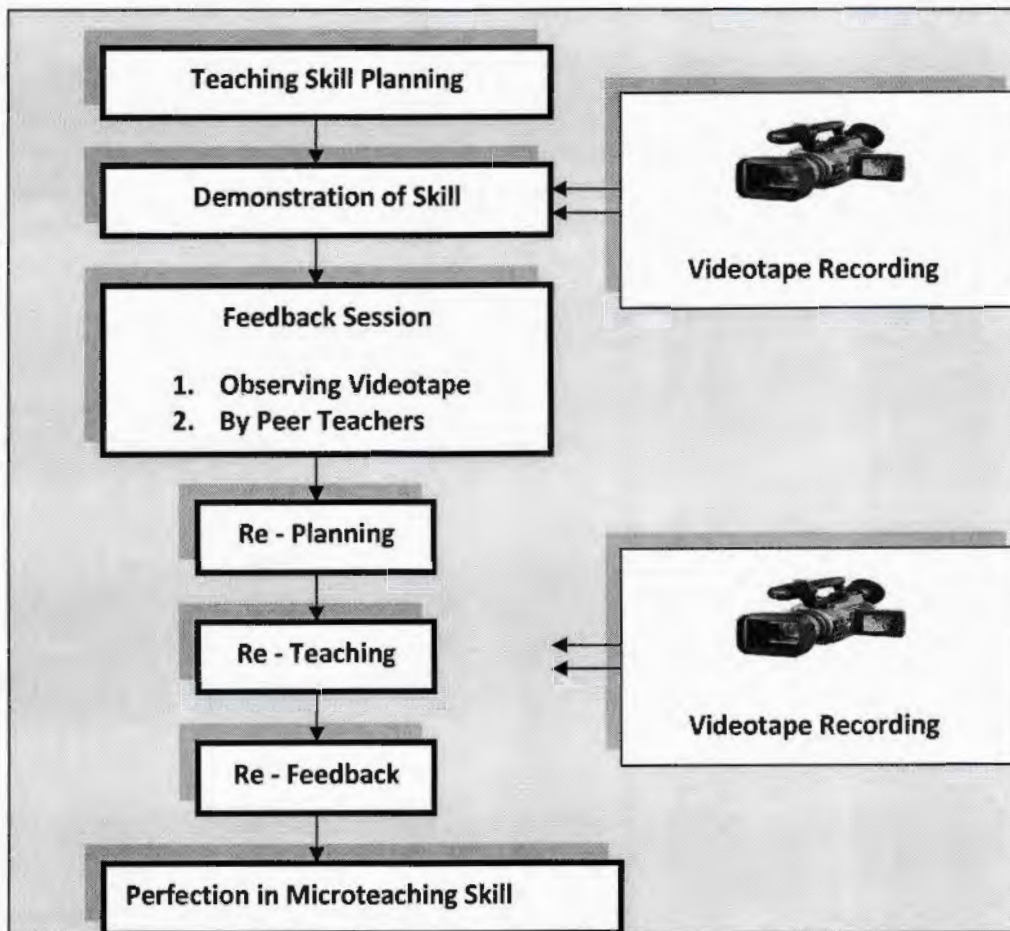 Teaching Skill Planning
Demonstration of Skill
Videotape Recording
Feedback Session
1. Observing Videotape
2. By Peer Teachers
Re - Planning
Re - Teaching
Videotape Recording
Re - Feedback
Perfection in Microteaching Skill